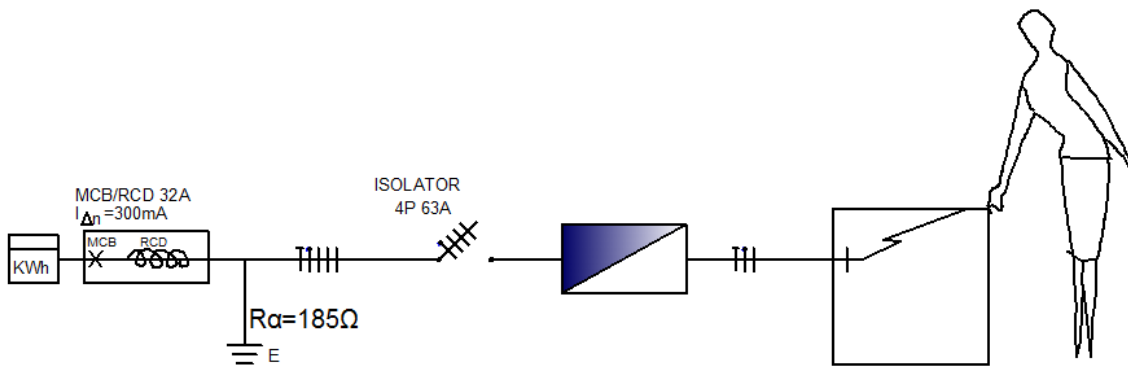 MCB/RCD 32A
IΔn=300mA
MCB RCD
KWh
Rα=185Ω
E
ISOLATOR
4P 63A